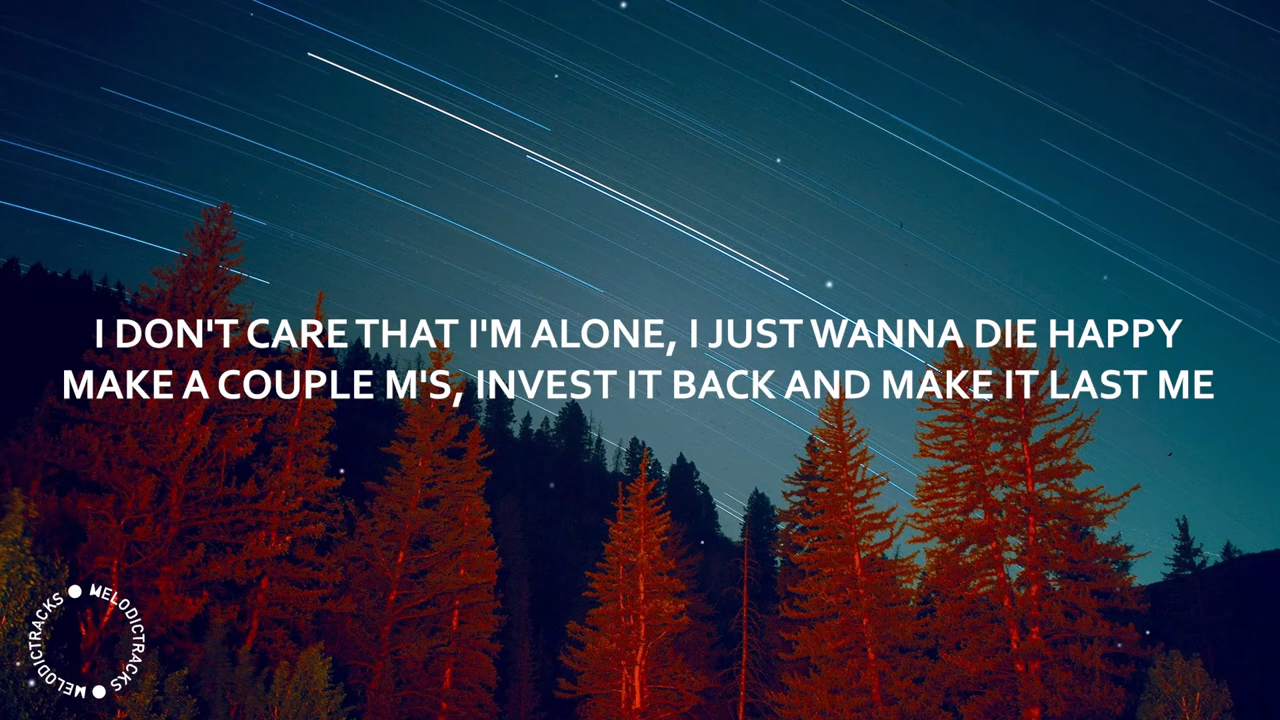 I DON'T CARE THAT I'M ALONE, I JUST WANNA DIE HAPPY
MAKE A COUPLE M'S, INVEST IT BACK AND MAKE IT LAST ME
MELODICTRACKS
MELODICTRACKS